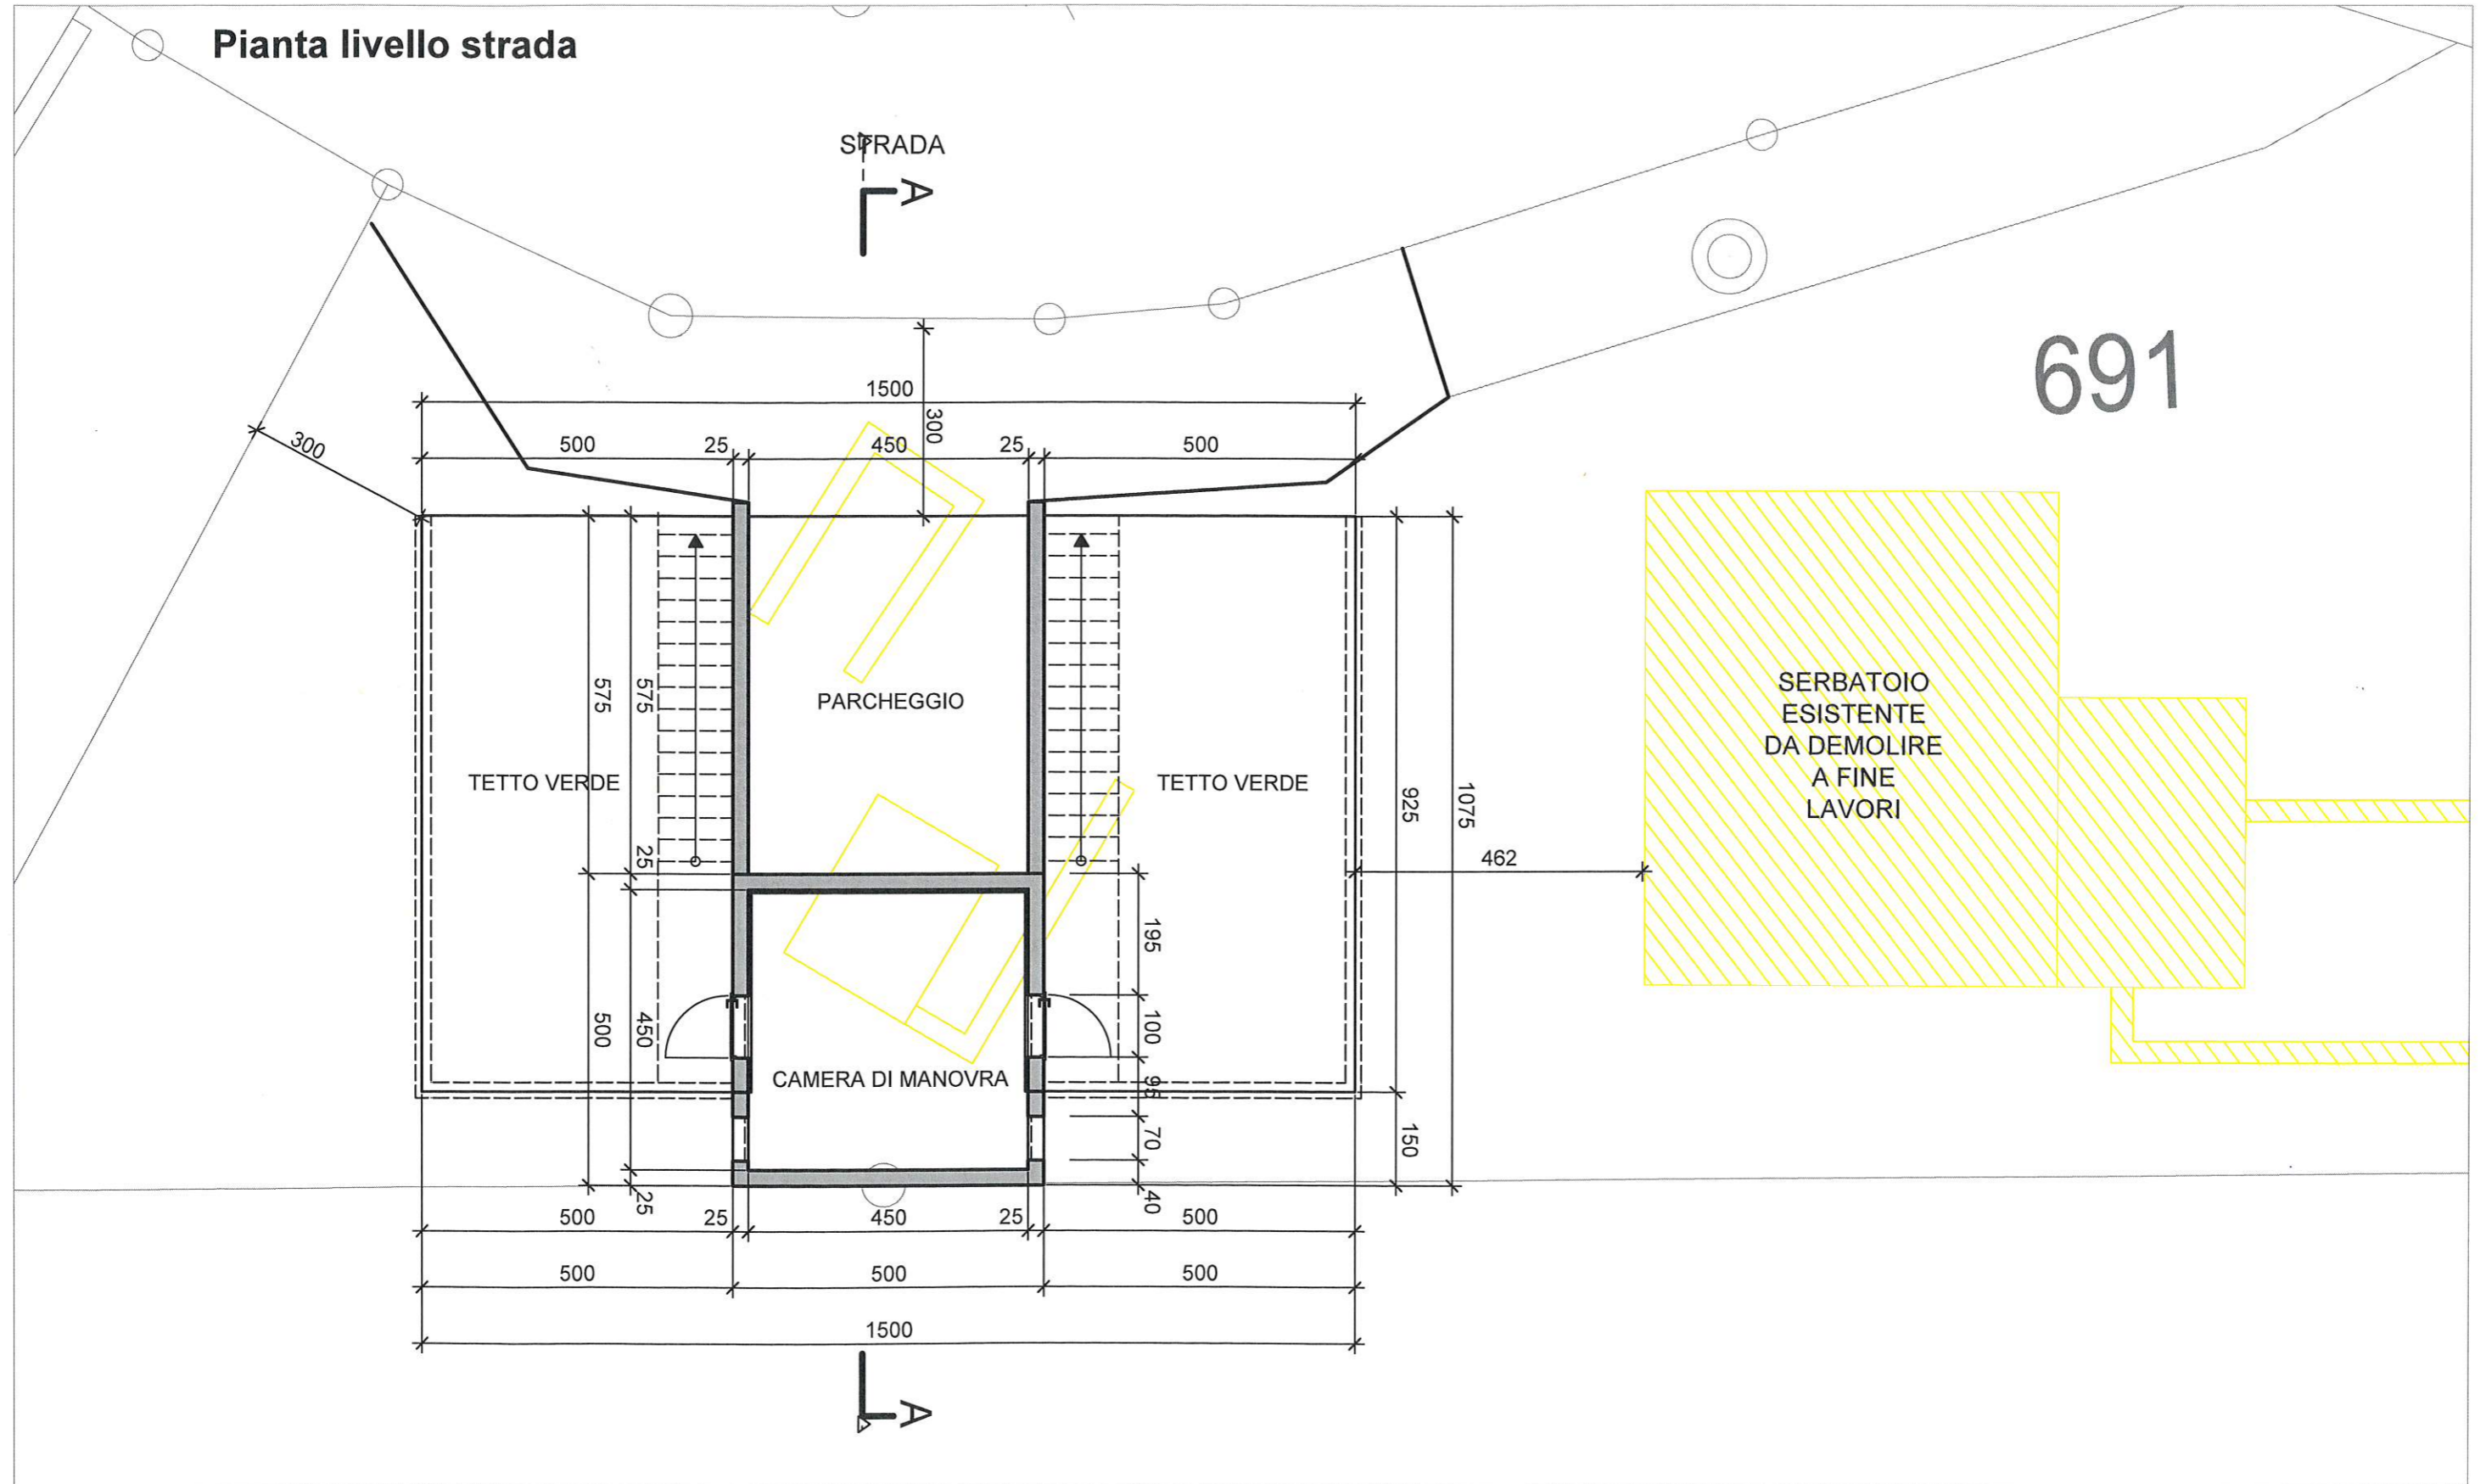 Pianta livello strada
STRADA
A
691
1500
300
300
500
25
450
25
500
575
575
PARCHEGGIO
TETTO VERDE
TETTO VERDE
SERBATOIO
ESISTENTE
DA DEMOLIRE
A FINE
LAVORI
925
1075
25
462
195
500
450
100
CAMERA DI MANOVRA
95
70
150
25
40
500
25
450
25
500
500
500
500
1500
A